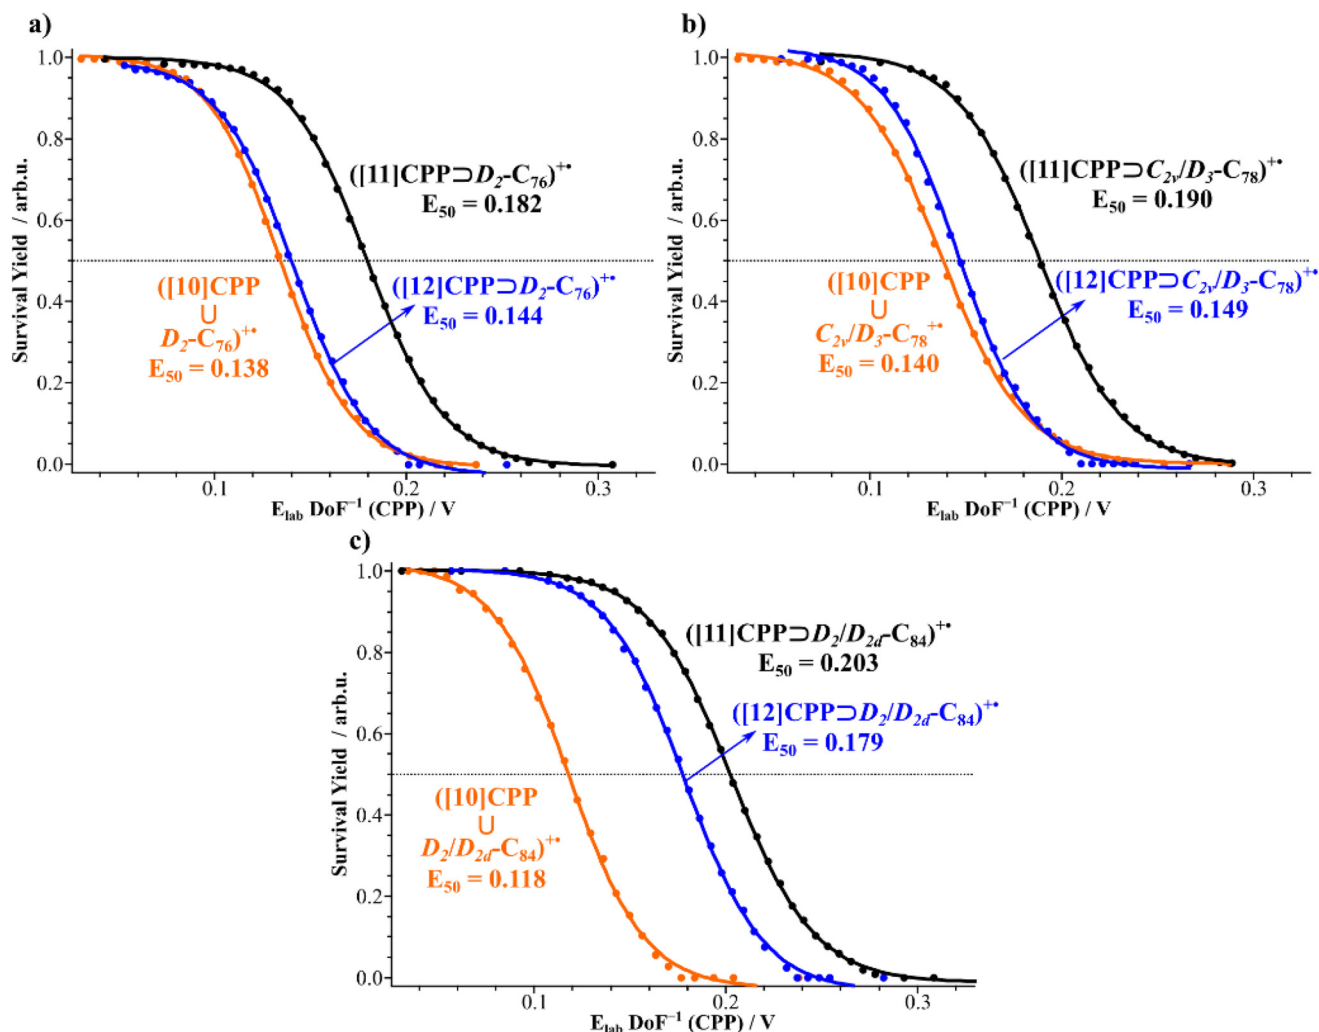 a)
Survival Yield / arb.u.
1.0
0.8
0.6
0.4
0.2
0.0
([11]CPP⊃D₂-C₇₆)⁺•
E₅₀ = 0.182
([10]CPP
∪
D₂-C₇₆)⁺•
E₅₀ = 0.138
([12]CPP⊃D₂-C₇₆)⁺•
E₅₀ = 0.144
0.1 0.2 0.3
E_lab DoF⁻¹ (CPP) / V
b)
Survival Yield / arb.u.
1.0
0.8
0.6
0.4
0.2
0.0
([11]CPP⊃C₂ᵥ/D₃-C₇₈)⁺•
E₅₀ = 0.190
([10]CPP
∪
C₂ᵥ/D₃-C₇₈⁺•
E₅₀ = 0.140
([12]CPP⊃C₂ᵥ/D₃-C₇₈)⁺•
E₅₀ = 0.149
0.1 0.2 0.3
E_lab DoF⁻¹ (CPP) / V
c)
Survival Yield / arb.u.
1.0
0.8
0.6
0.4
0.2
0.0
([11]CPP⊃D₂/D_2d-C₈₄)⁺•
E₅₀ = 0.203
([12]CPP⊃D₂/D_2d-C₈₄)⁺•
E₅₀ = 0.179
([10]CPP
∪
D₂/D_2d-C₈₄)⁺•
E₅₀ = 0.118
0.1 0.2 0.3
E_lab DoF⁻¹ (CPP) / V